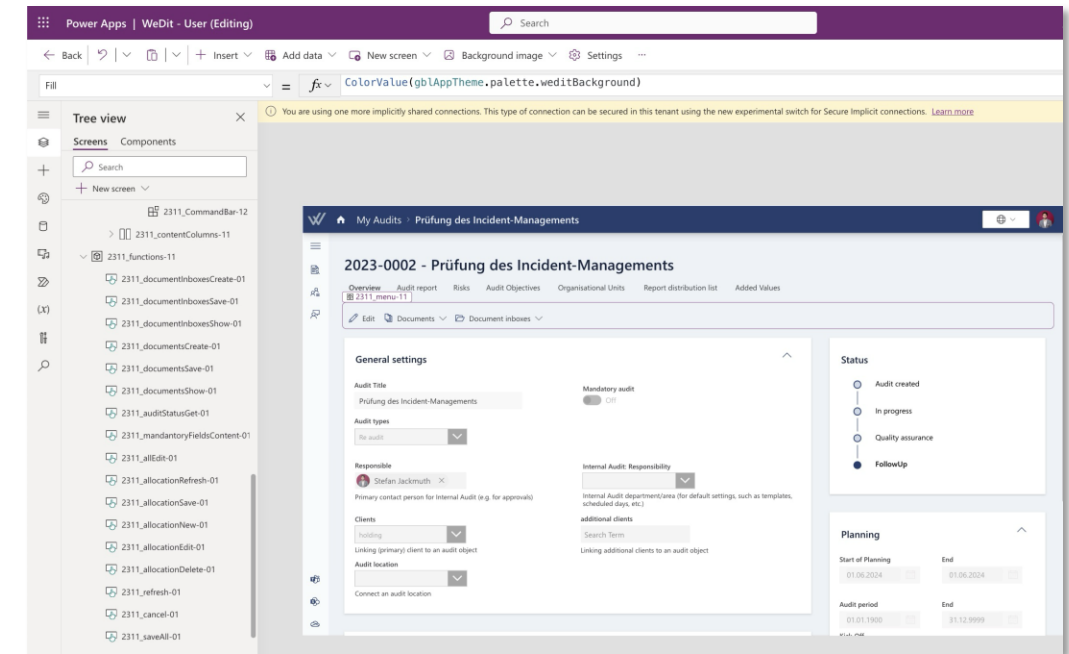 Power Apps | WeDit - User (Editing)
Search
Back
Insert
Add data
New screen
Background image
Settings
Fill
=
fx
ColorValue(gblAppTheme.palette.weditBackground)
You are using one more implicitly shared connections. This type of connection can be secured in this tenant using the new experimental switch for Secure Implicit connections. Learn more
Tree view
Screens Components
Search
New screen
2311_CommandBar-12
2311_contentColumns-11
2311_functions-11
2311_documentInboxesCreate-01
2311_documentInboxesSave-01
2311_documentInboxesShow-01
2311_documentsCreate-01
2311_documentsSave-01
2311_documentsShow-01
2311_auditStatusGet-01
2311_mandantoryFieldsContent-01
2311_allEdit-01
2311_allocationRefresh-01
2311_allocationSave-01
2311_allocationNew-01
2311_allocationEdit-01
2311_allocationDelete-01
2311_refresh-01
2311_cancel-01
2311_saveAll-01
(x)
My Audits > Prüfung des Incident-Managements
2023-0002 - Prüfung des Incident-Managements
Overview Audit report Risks Audit Objectives Organisational Units Report distribution list Added Values
2311_menu-11
Edit Documents Document inboxes
General settings
Audit Title
Prüfung des Incident-Managements
Mandatory audit
Off
Audit types
Re audit
Responsible
Stefan Jackmuth
Primary contact person for Internal Audit (e.g. for approvals)
Internal Audit: Responsibility
Internal Audit department/area (for default settings, such as templates,
scheduled days, etc.)
Clients
holding
Linking (primary) client to an audit object
additional clients
Search Term
Linking additional clients to an audit object
Audit location
Connect an audit location
Status
Audit created
In progress
Quality assurance
FollowUp
Planning
Start of Planning End
01.06.2024 01.06.2024
Audit period End
01.01.1900 31.12.9999
Kick-Off